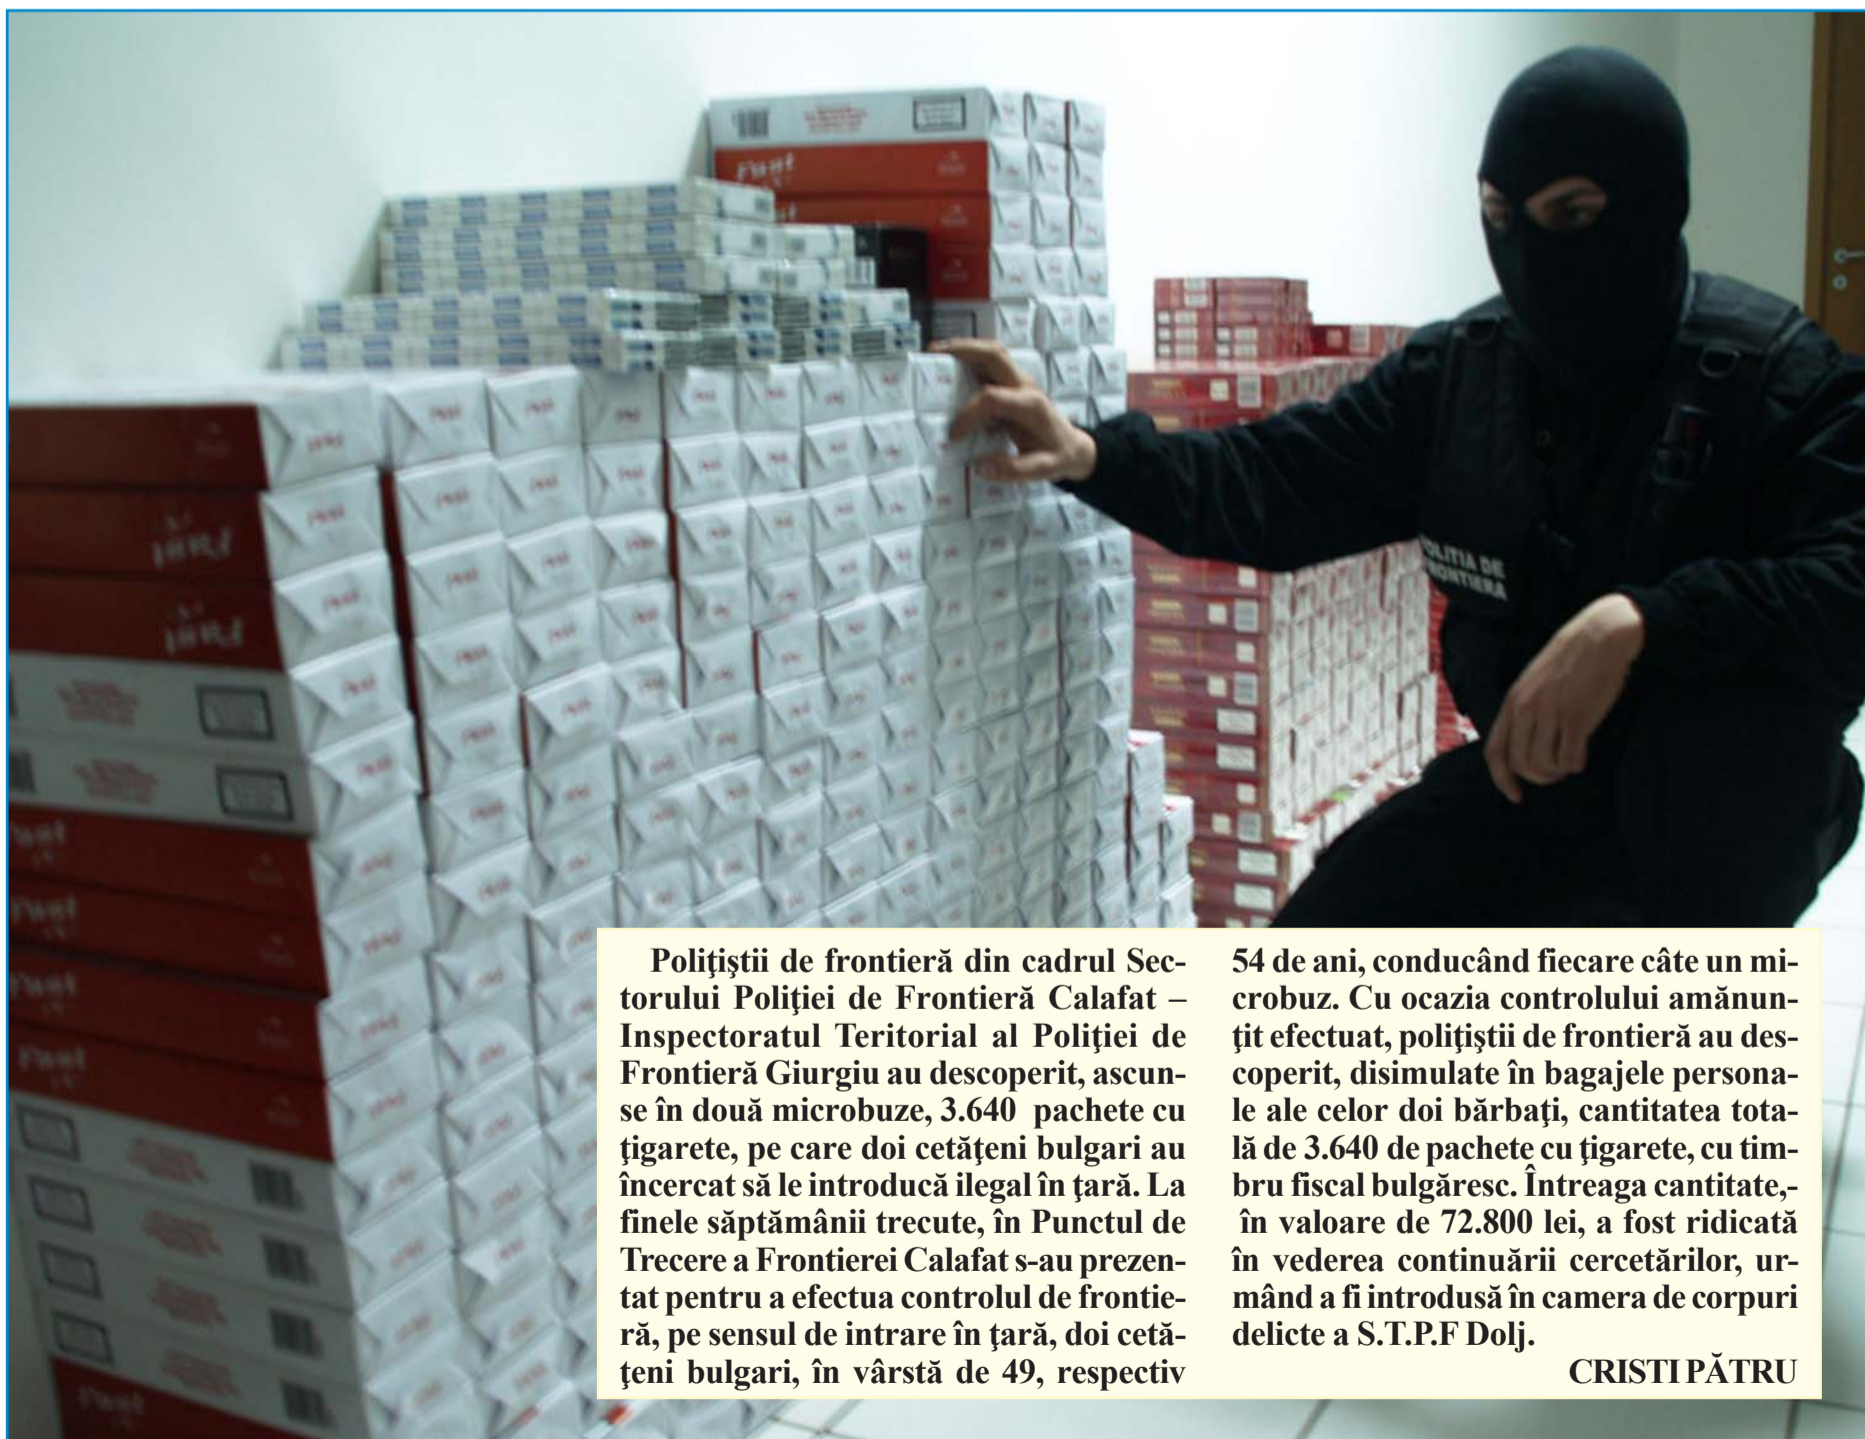 POLITIA DE
FRONTIERA
Poliţiştii de frontieră din cadrul Sec-
torului Poliţiei de Frontieră Calafat –
Inspectoratul Teritorial al Poliţiei de
Frontieră Giurgiu au descoperit, ascun-
se în două microbuze, 3.640 pachete cu
ţigarete, pe care doi cetăţeni bulgari au
încercat să le introducă ilegal în ţară. La
finele săptămânii trecute, în Punctul de
Trecere a Frontierei Calafat s-au prezen-
tat pentru a efectua controlul de frontie-
ră, pe sensul de intrare în ţară, doi cetă-
ţeni bulgari, în vârstă de 49, respectiv
54 de ani, conducând fiecare câte un mi-
crobuz. Cu ocazia controlului amănun-
ţit efectuat, poliţiştii de frontieră au des-
coperit, disimulate în bagajele persona-
le ale celor doi bărbaţi, cantitatea tota-
lă de 3.640 de pachete cu ţigarete, cu tim-
bru fiscal bulgăresc. Întreaga cantitate,-
în valoare de 72.800 lei, a fost ridicată
în vederea continuării cercetărilor, ur-
mând a fi introdusă în camera de corpuri
delicte a S.T.P.F Dolj.
CRISTI PĂTRU